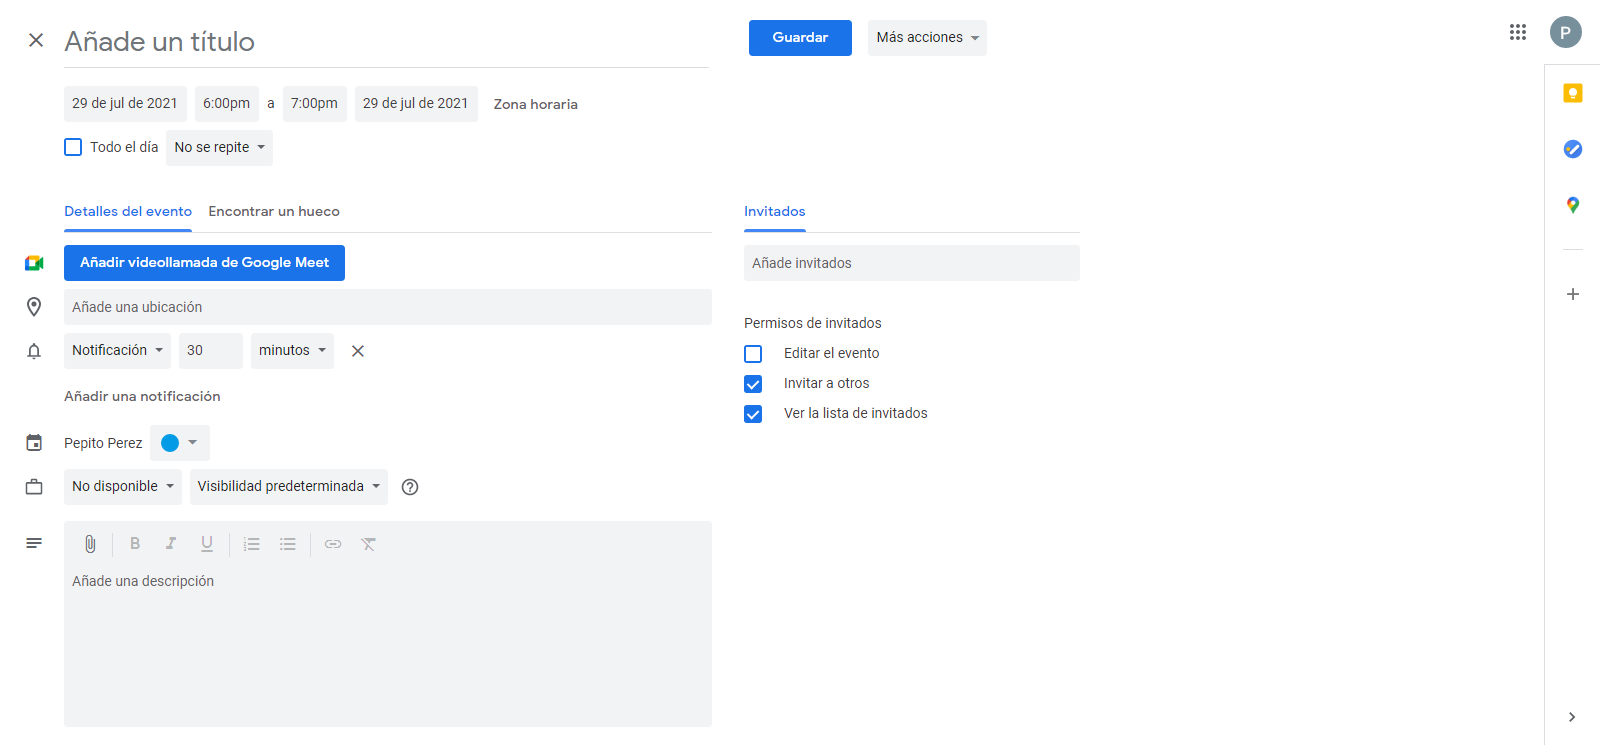 Añade un título
Guardar
Más acciones
P
29 de jul de 2021 6:00pm a 7:00pm 29 de jul de 2021 Zona horaria
Todo el día No se repite
Detalles del evento Encontrar un hueco
Invitados
Añadir videollamada de Google Meet
Añade invitados
Añade una ubicación
Notificación 30 minutos
Permisos de invitados
Editar el evento
Invitar a otros
Ver la lista de invitados
Añadir una notificación
Pepito Perez
No disponible Visibilidad predeterminada
B I U
Añade una descripción